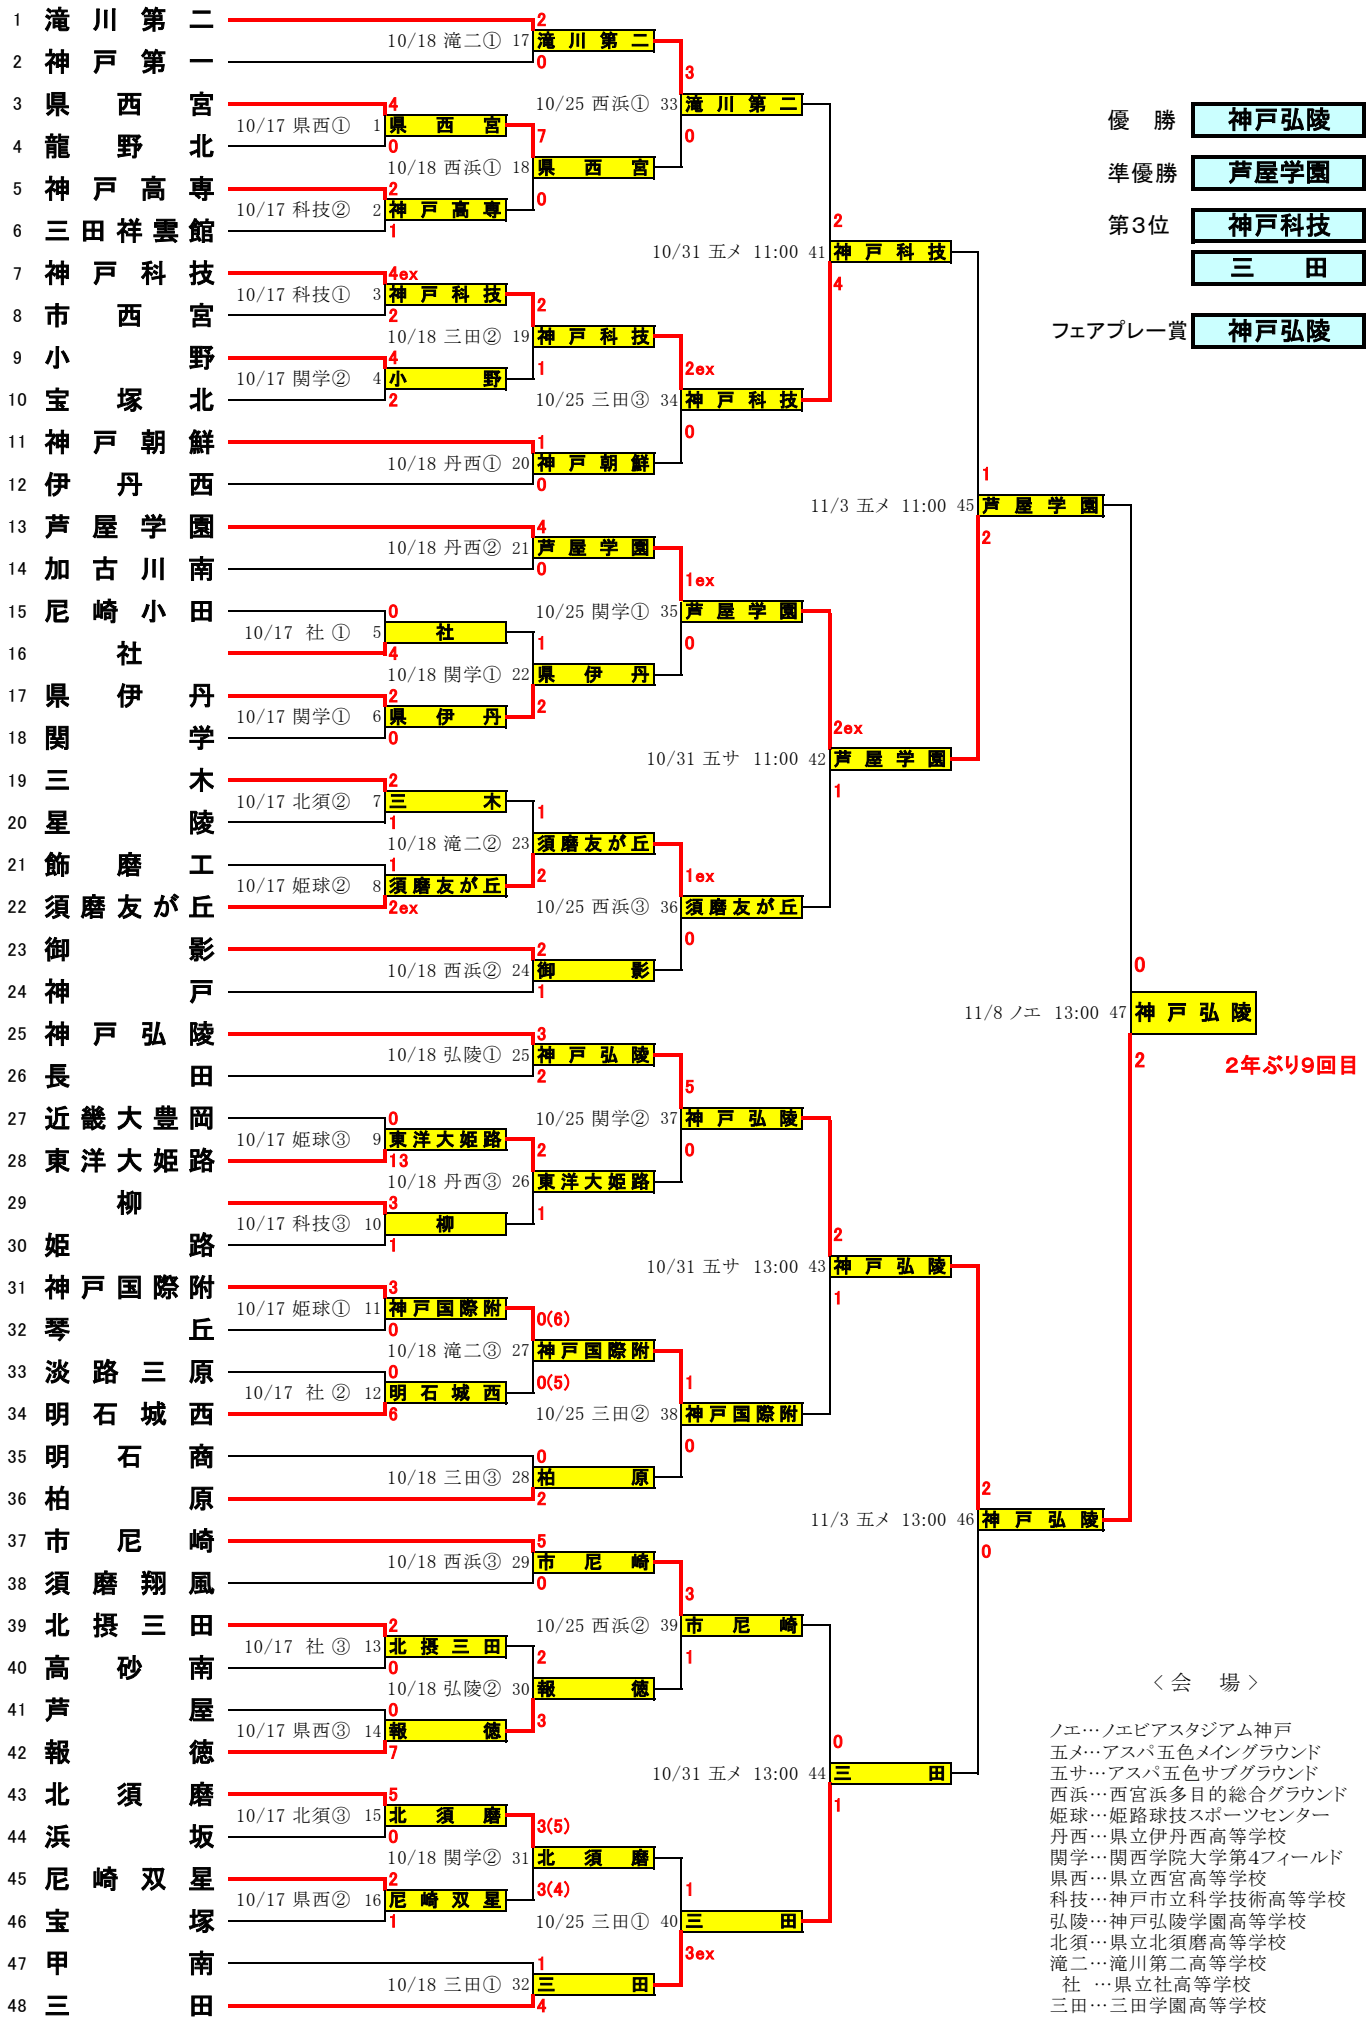 1 滝川第二
2
10/18 滝二① 17 滝川第二
2 神戸第一
0
3
3 県西宮
4
10/25 西浜① 33 滝川第二
10/17 県西① 1 県西宮
7
0
4 龍野北
0
10/18 西浜① 18 県西宮
5 神戸高専
2
0
10/17 科技② 2 神戸高専
6 三田祥雲館
1
2
10/31 五メ 11:00 41 神戸科技
4
7 神戸科技
4ex
10/17 科技① 3 神戸科技
2
8 市西宮
2
10/18 三田② 19 神戸科技
9 小野
4
1
2ex
10/17 関学② 4 小野
10 宝塚北
2
10/25 三田③ 34 神戸科技
0
11 神戸朝鮮
1
10/18 丹西① 20 神戸朝鮮
12 伊丹西
0
1
11/3 五メ 11:00 45 芦屋学園
2
13 芦屋学園
4
10/18 丹西② 21 芦屋学園
14 加古川南
0
1ex
15 尼崎小田
0
10/25 関学① 35 芦屋学園
10/17 社① 5 社
1
0
16 社
4
10/18 関学① 22 県伊丹
17 県伊丹
2
2
10/17 関学① 6 県伊丹
18 関学
0
2ex
10/31 五サ 11:00 42 芦屋学園
1
19 三木
2
10/17 北須② 7 三木
1
20 星陵
1
10/18 滝二② 23 須磨友が丘
21 飾磨工
1
2
1ex
10/17 姫球② 8 須磨友が丘
22 須磨友が丘
2ex
10/25 西浜③ 36 須磨友が丘
0
23 御影
2
10/18 西浜② 24 御影
24 神戸
1
0
11/8 ノエ 13:00 47 神戸弘陵
2
2年ぶり9回目
25 神戸弘陵
3
10/18 弘陵① 25 神戸弘陵
26 長田
2
5
27 近畿大豊岡
0
10/25 関学② 37 神戸弘陵
10/17 姫球③ 9 東洋大姫路
2
0
28 東洋大姫路
13
10/18 丹西③ 26 東洋大姫路
29 柳
3
1
10/17 科技③ 10 柳
30 姫路
1
2
10/31 五サ 13:00 43 神戸弘陵
1
31 神戸国際附
3
10/17 姫球① 11 神戸国際附
0(6)
32 琴丘
0
10/18 滝二③ 27 神戸国際附
33 淡路三原
0
0(5)
1
10/17 社② 12 明石城西
34 明石城西
6
10/25 三田② 38 神戸国際附
0
35 明石商
0
10/18 三田③ 28 柏原
36 柏原
2
2
11/3 五メ 13:00 46 神戸弘陵
0
37 市尼崎
5
10/18 西浜③ 29 市尼崎
38 須磨翔風
0
3
39 北摂三田
2
10/25 西浜② 39 市尼崎
10/17 社③ 13 北摂三田
2
1
40 高砂南
0
10/18 弘陵② 30 報徳
41 芦屋
0
3
10/17 県西③ 14 報徳
42 報徳
7
0
10/31 五メ 13:00 44 三田
1
43 北須磨
5
10/17 北須③ 15 北須磨
3(5)
44 浜坂
0
10/18 関学② 31 北須磨
45 尼崎双星
2
3(4)
1
10/17 県西② 16 尼崎双星
46 宝塚
1
10/25 三田① 40 三田
3ex
47 甲南
1
10/18 三田① 32 三田
48 三田
4
優勝 神戸弘陵
準優勝 芦屋学園
第3位 神戸科技
三田
フェアプレー賞 神戸弘陵
〈会場〉
ノエ…ノエビアスタジアム神戸
五メ…アスパ五色メイングラウンド
五サ…アスパ五色サブグラウンド
西浜…西宮浜多目的総合グラウンド
姫球…姫路球技スポーツセンター
丹西…県立伊丹西高等学校
関学…関西学院大学第4フィールド
県西…県立西宮高等学校
科技…神戸市立科学技術高等学校
弘陵…神戸弘陵学園高等学校
北須…県立北須磨高等学校
滝二…滝川第二高等学校
社…県立社高等学校
三田…三田学園高等学校